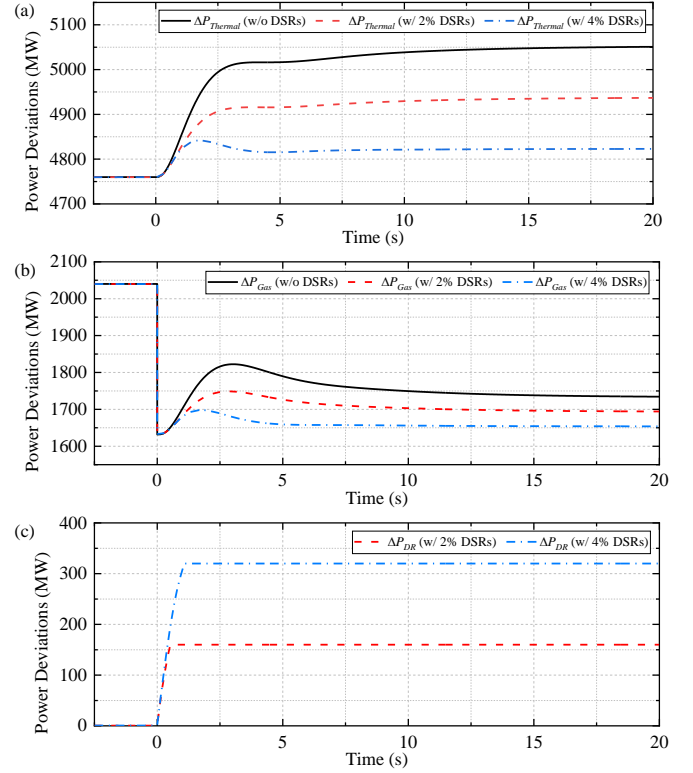 (a)
ΔP_Thermal (w/o DSRs) ΔP_Thermal (w/ 2% DSRs) ΔP_Thermal (w/ 4% DSRs)
Power Deviations (MW)
5100
5000
4900
4800
4700
0 5 10 15 20
Time (s)
(b)
ΔP_Gas (w/o DSRs) ΔP_Gas (w/ 2% DSRs) ΔP_Gas (w/ 4% DSRs)
Power Deviations (MW)
2100
2000
1900
1800
1700
1600
0 5 10 15 20
Time (s)
(c)
ΔP_DR (w/ 2% DSRs) ΔP_DR (w/ 4% DSRs)
Power Deviations (MW)
400
300
200
100
0
0 5 10 15 20
Time (s)